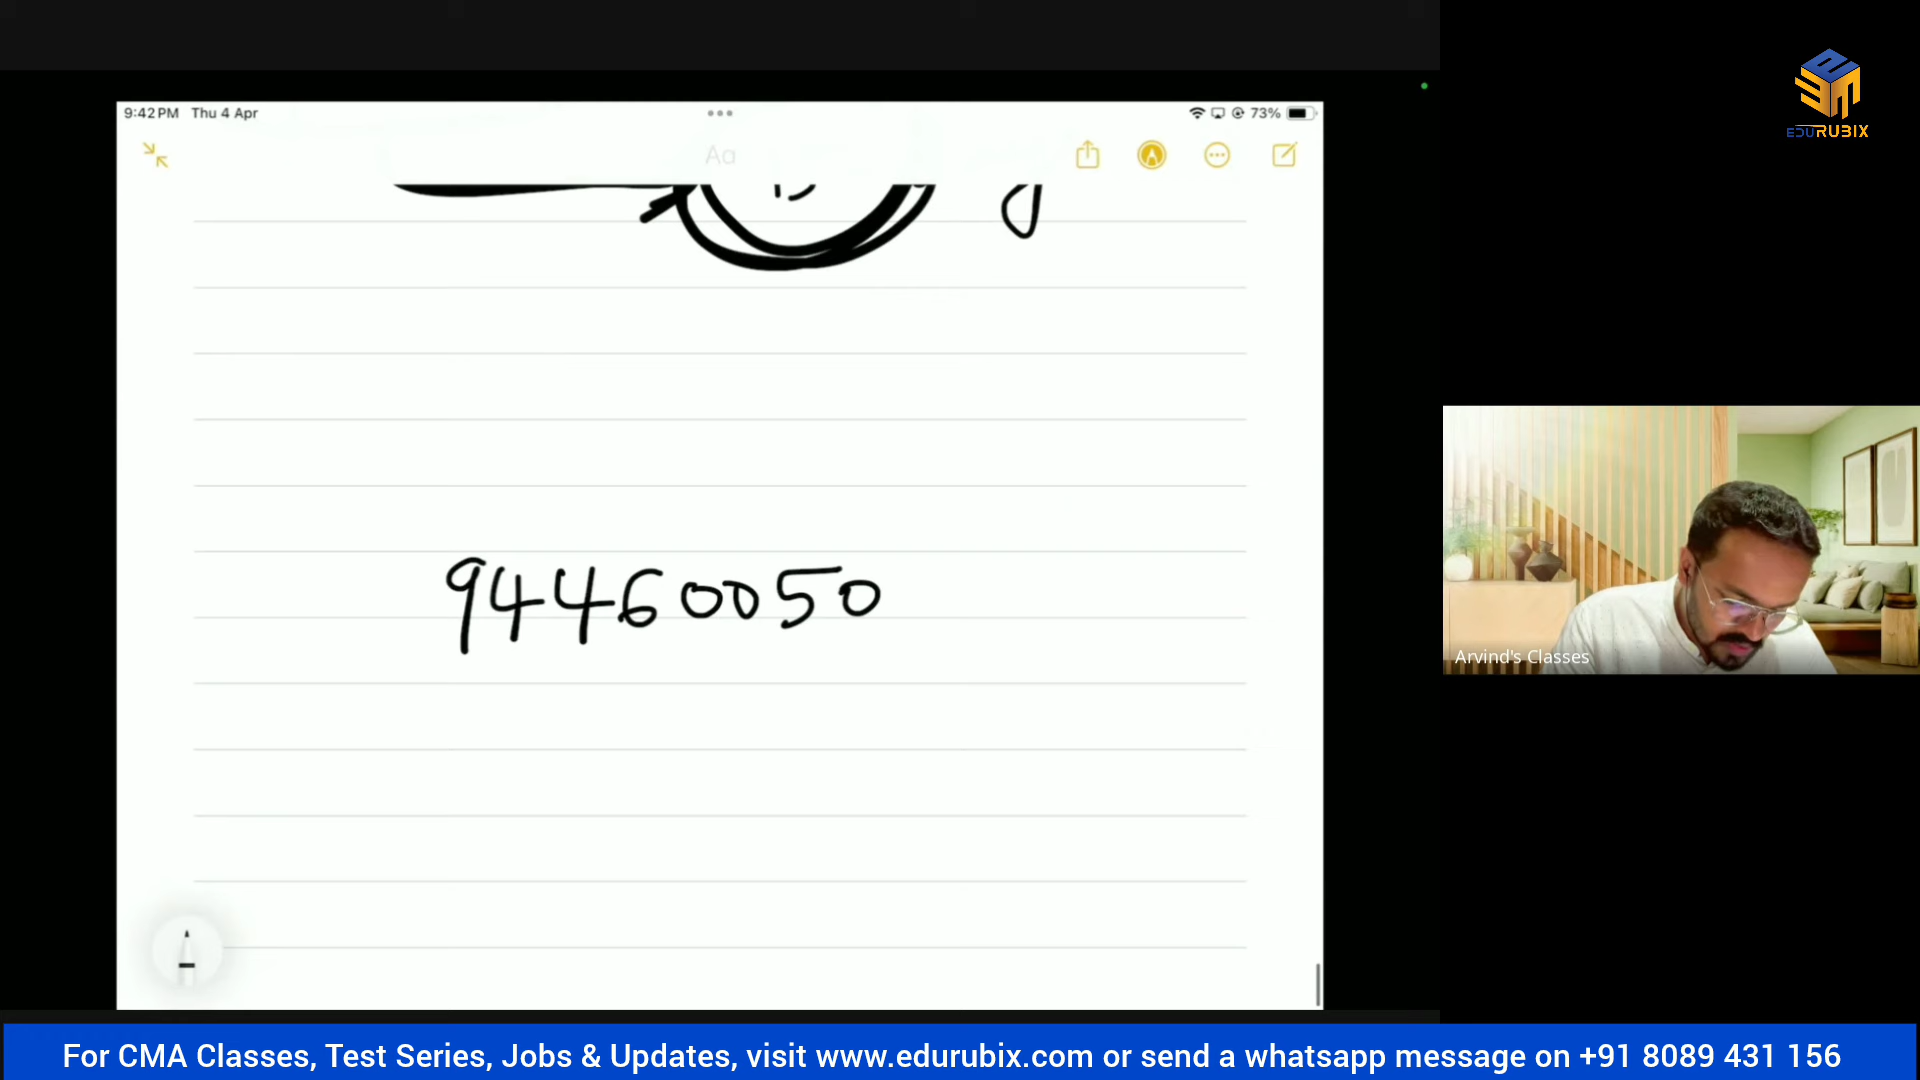 EDURUBIX
9:42 PM Thu 4 Apr
73%
Aa
94460050
Arvind's Classes
For CMA Classes, Test Series, Jobs & Updates, visit www.edurubix.com or send a whatsapp message on +91 8089 431 156